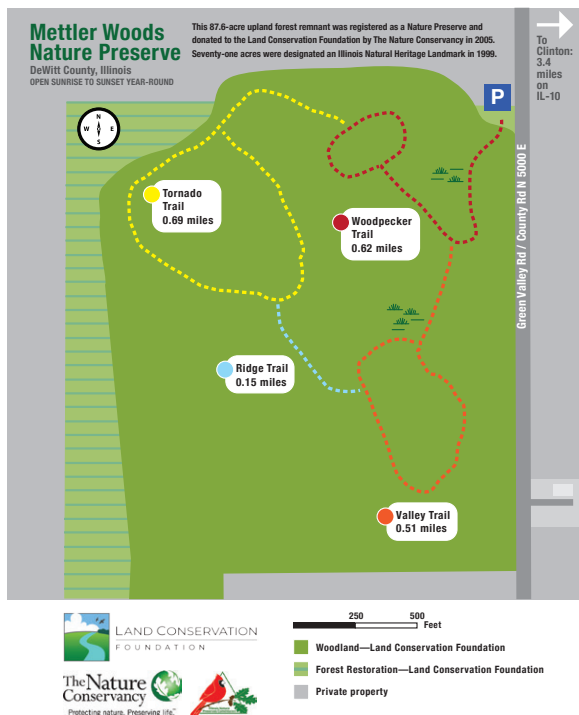 Mettler Woods
Nature Preserve
DeWitt County, Illinois
OPEN SUNRISE TO SUNSET YEAR-ROUND
This 87.6-acre upland forest remnant was registered as a Nature Preserve and
donated to the Land Conservation Foundation by The Nature Conservancy in 2005.
Seventy-one acres were designated an Illinois Natural Heritage Landmark in 1999.
To
Clinton:
3.4
miles
on
IL-10
P
N
W E
S
Tornado
Trail
0.69 miles
Woodpecker
Trail
0.62 miles
Green Valley Rd / County Rd N 5000 E
Ridge Trail
0.15 miles
Valley Trail
0.51 miles
250 500
Feet
LAND CONSERVATION
FOUNDATION
Woodland—Land Conservation Foundation
Forest Restoration—Land Conservation Foundation
Private property
The Nature
Conservancy
Protecting nature. Preserving life.™